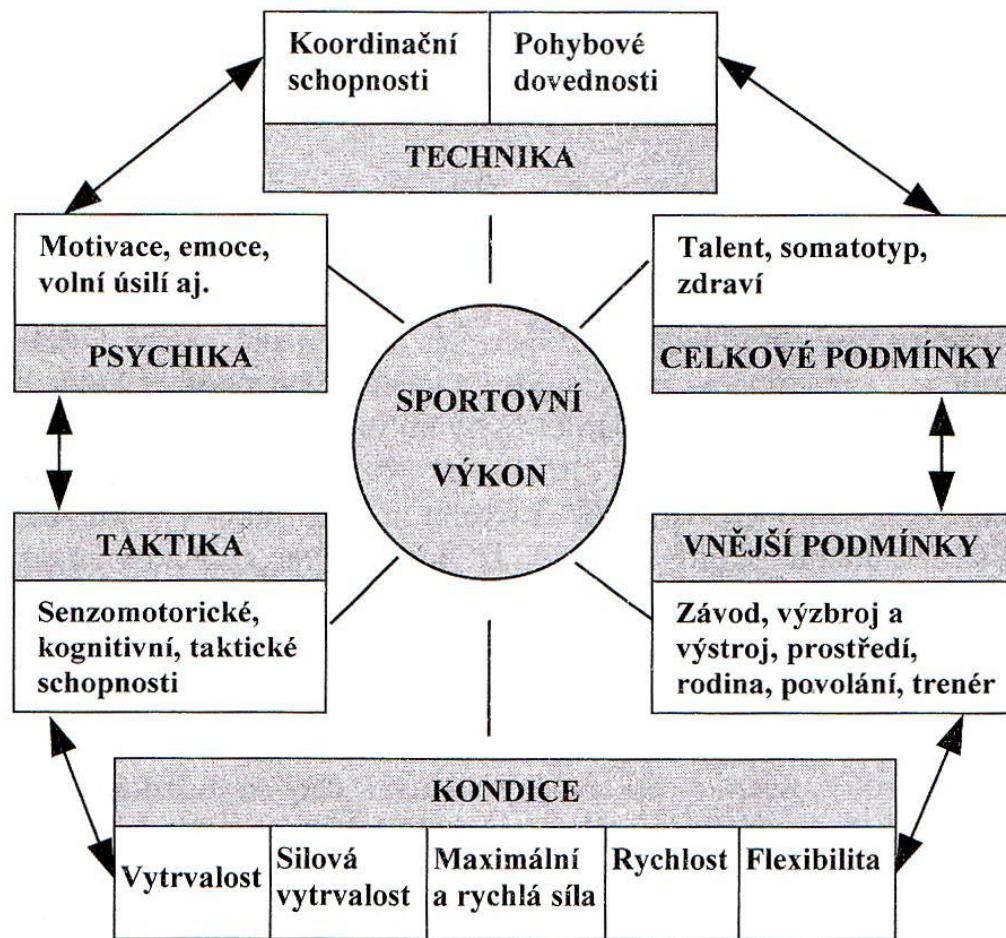 Koordinační
schopnosti
Pohybové
dovednosti
TECHNIKA
Motivace, emoce,
volní úsilí aj.
PSYCHIKA
Talent, somatotyp,
zdraví
CELKOVÉ PODMÍNKY
SPORTOVNÍ
VÝKON
TAKTIKA
Senzomotorické,
kognitivní, taktické
schopnosti
VNĚJŠÍ PODMÍNKY
Závod, výzbroj a
výstroj, prostředí,
rodina, povolání, trenér
KONDICE
Vytrvalost
Silová
vytrvalost
Maximální
a rychlá síla
Rychlost
Flexibilita